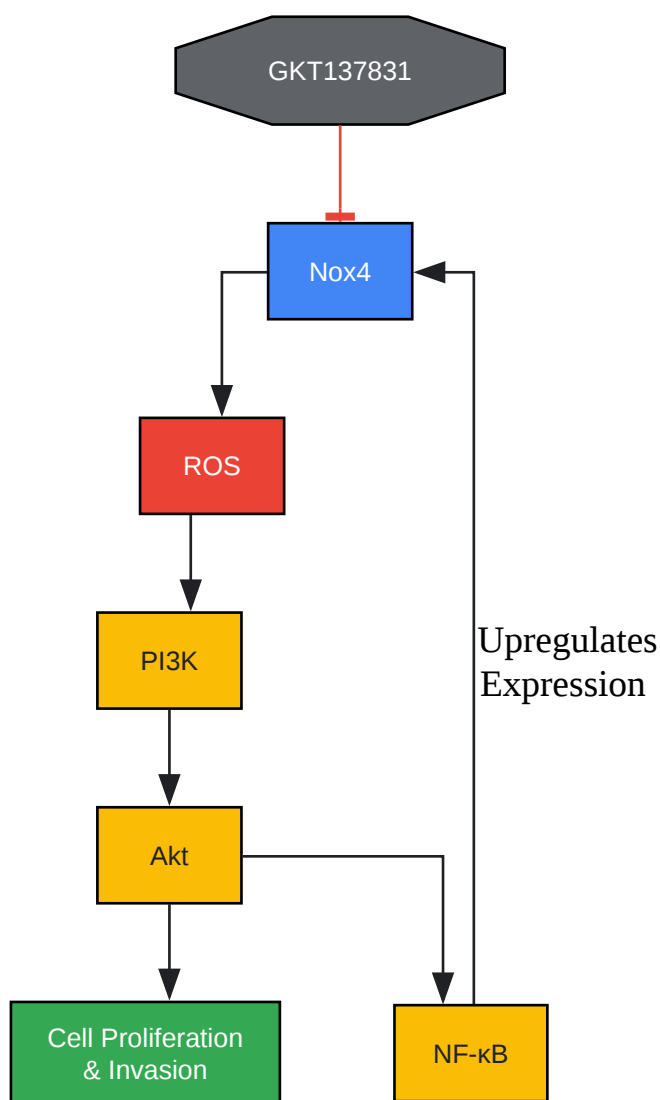 GKT137831
Nox4
ROS
PI3K
Upregulates
Expression
Akt
Cell Proliferation
& Invasion
NF-κB